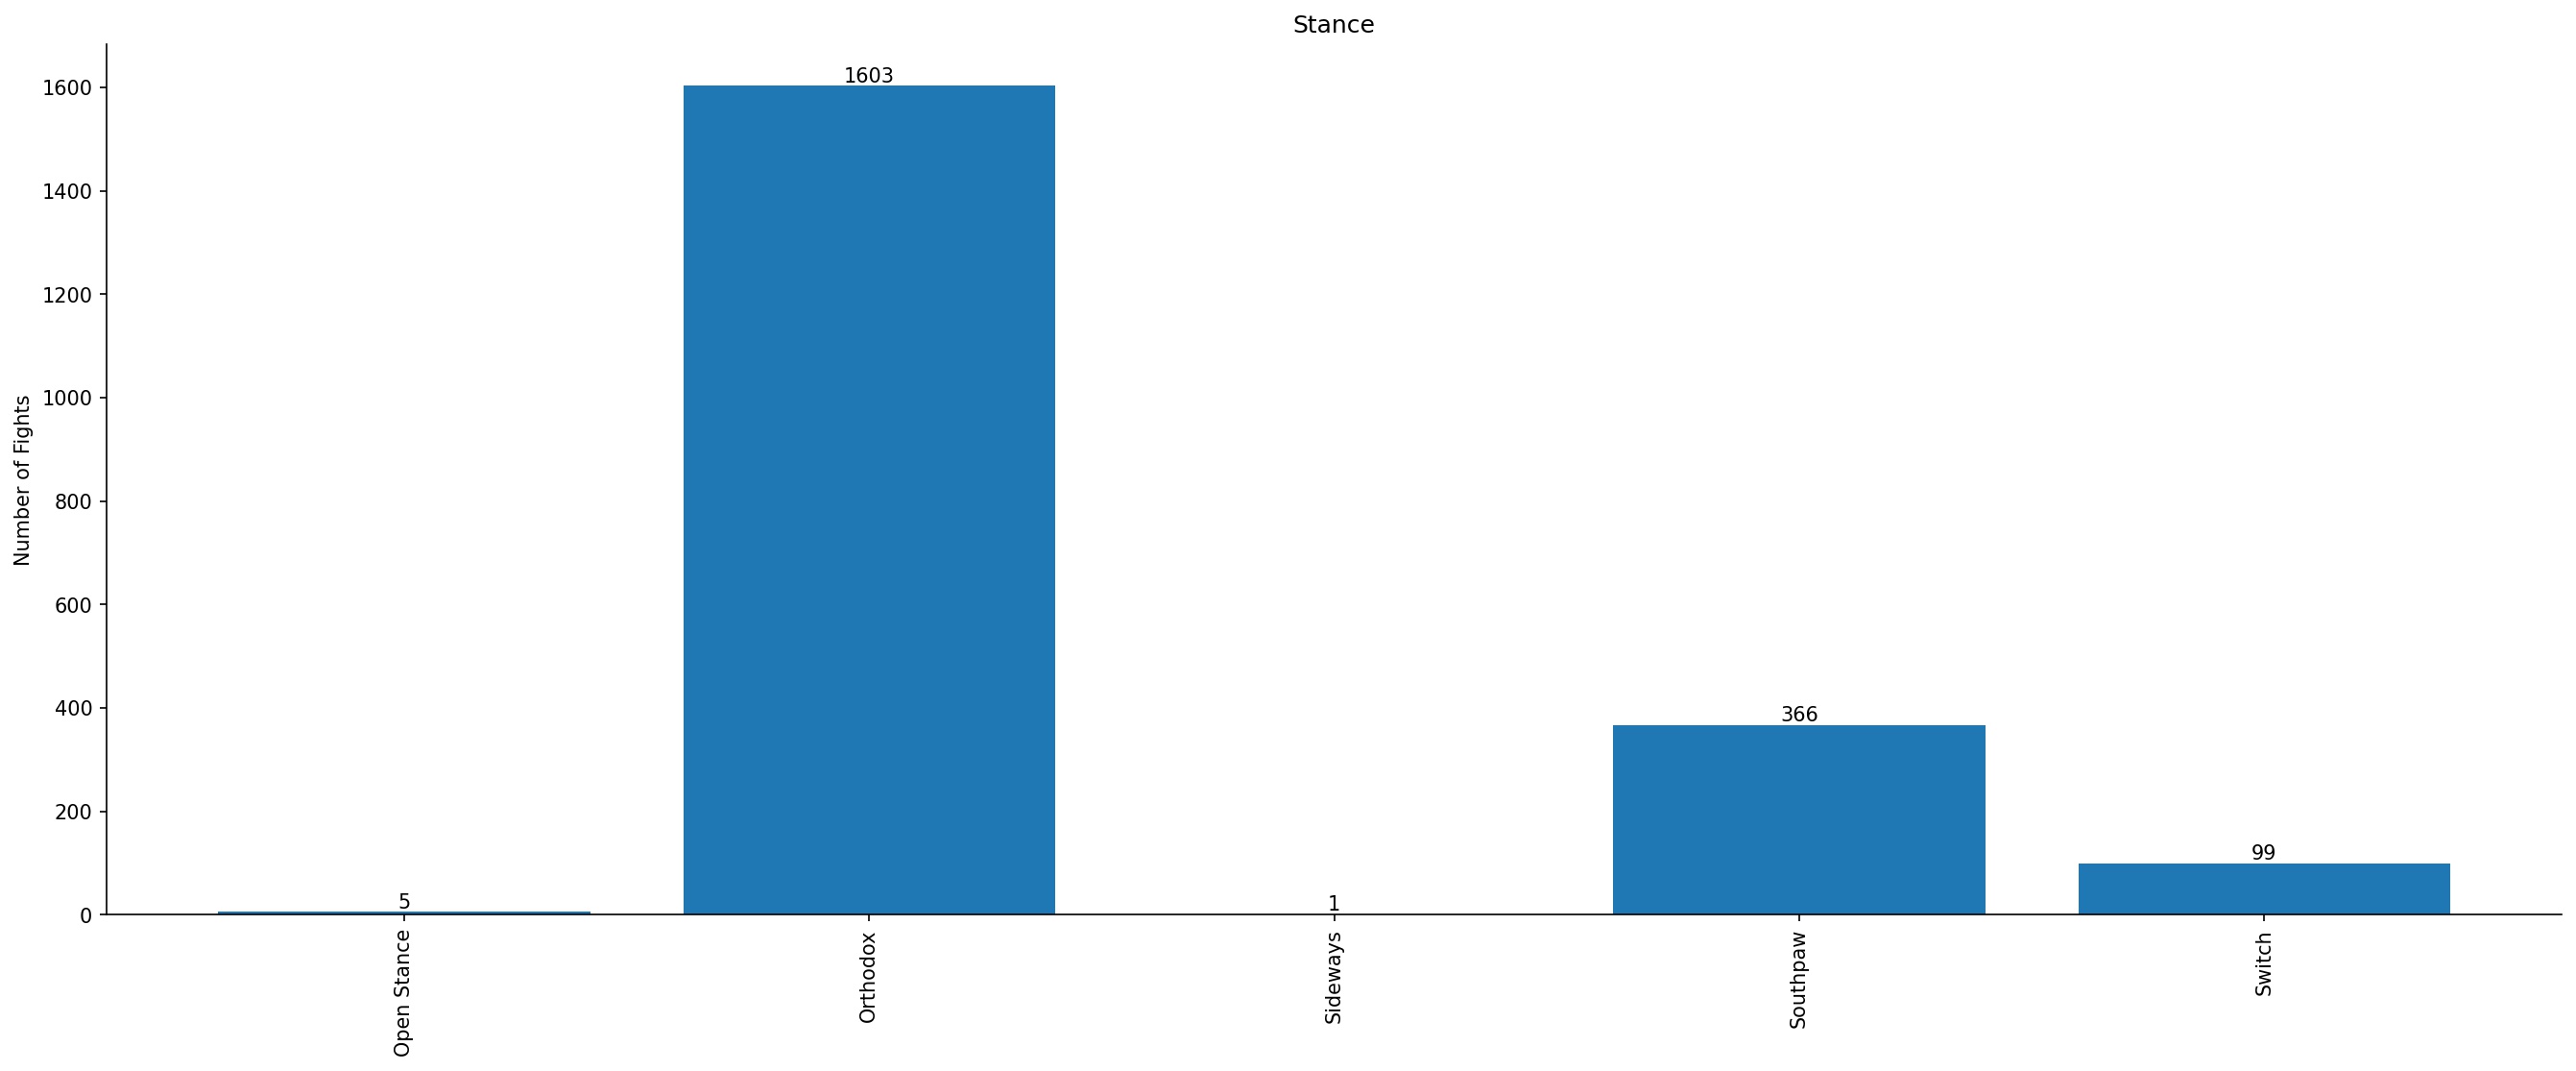 Stance
Number of Fights
1600
1400
1200
1000
800
600
400
200
0
5
1603
1
366
99
Open Stance
Orthodox
Sideways
Southpaw
Switch